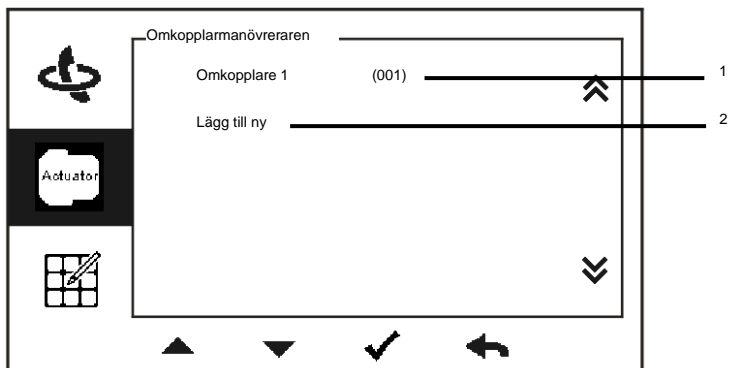 Omkopplarmanövreraren
Omkopplare 1 (001) 1
Lägg till ny 2
Actuator